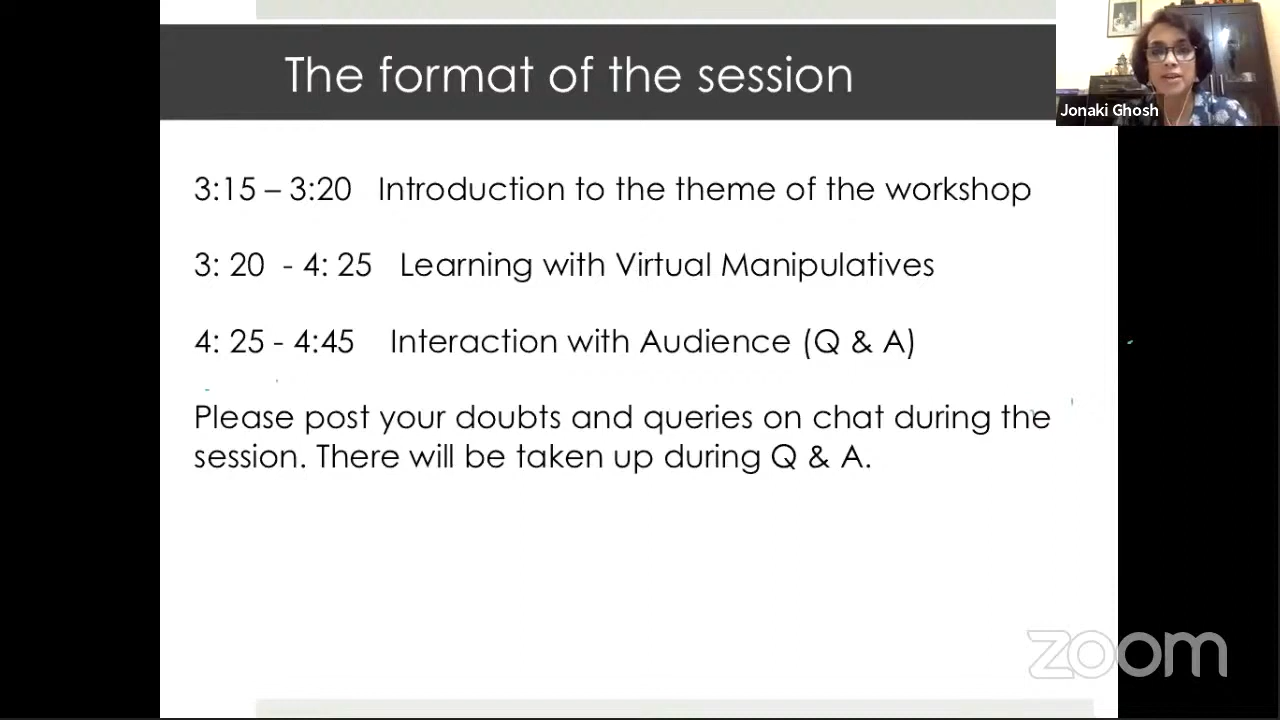 The format of the session
Jonaki Ghosh
3:15 – 3:20 Introduction to the theme of the workshop
3: 20 - 4: 25 Learning with Virtual Manipulatives
4: 25 - 4:45 Interaction with Audience (Q & A)
Please post your doubts and queries on chat during the
session. There will be taken up during Q & A.
zoom